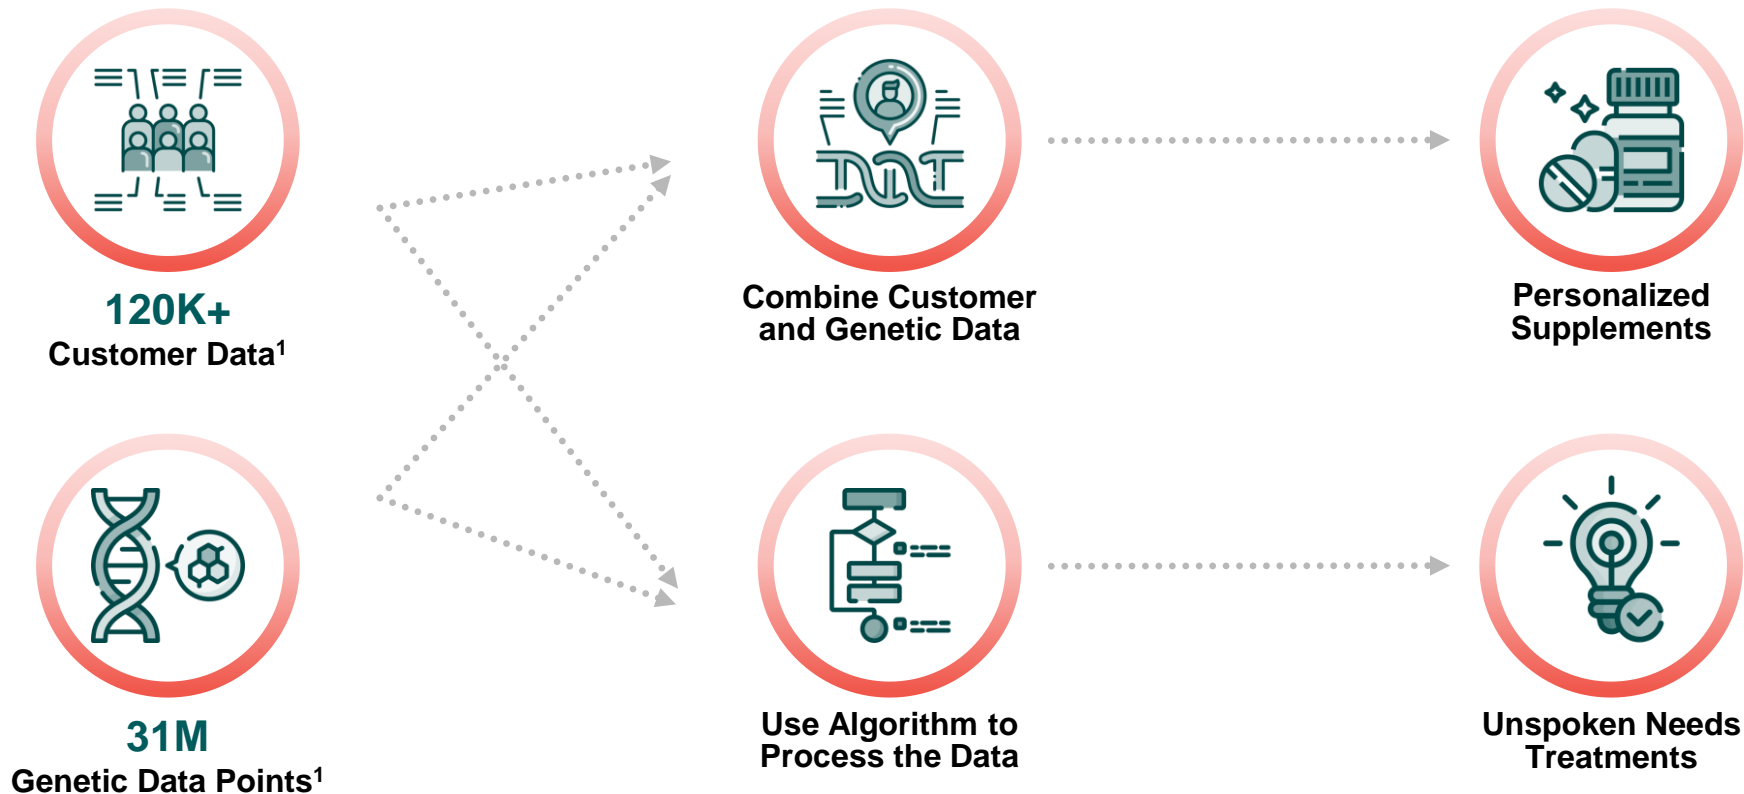 120K+
Customer Data¹
31M
Genetic Data Points¹
Combine Customer
and Genetic Data
Use Algorithm to
Process the Data
Personalized
Supplements
Unspoken Needs
Treatments